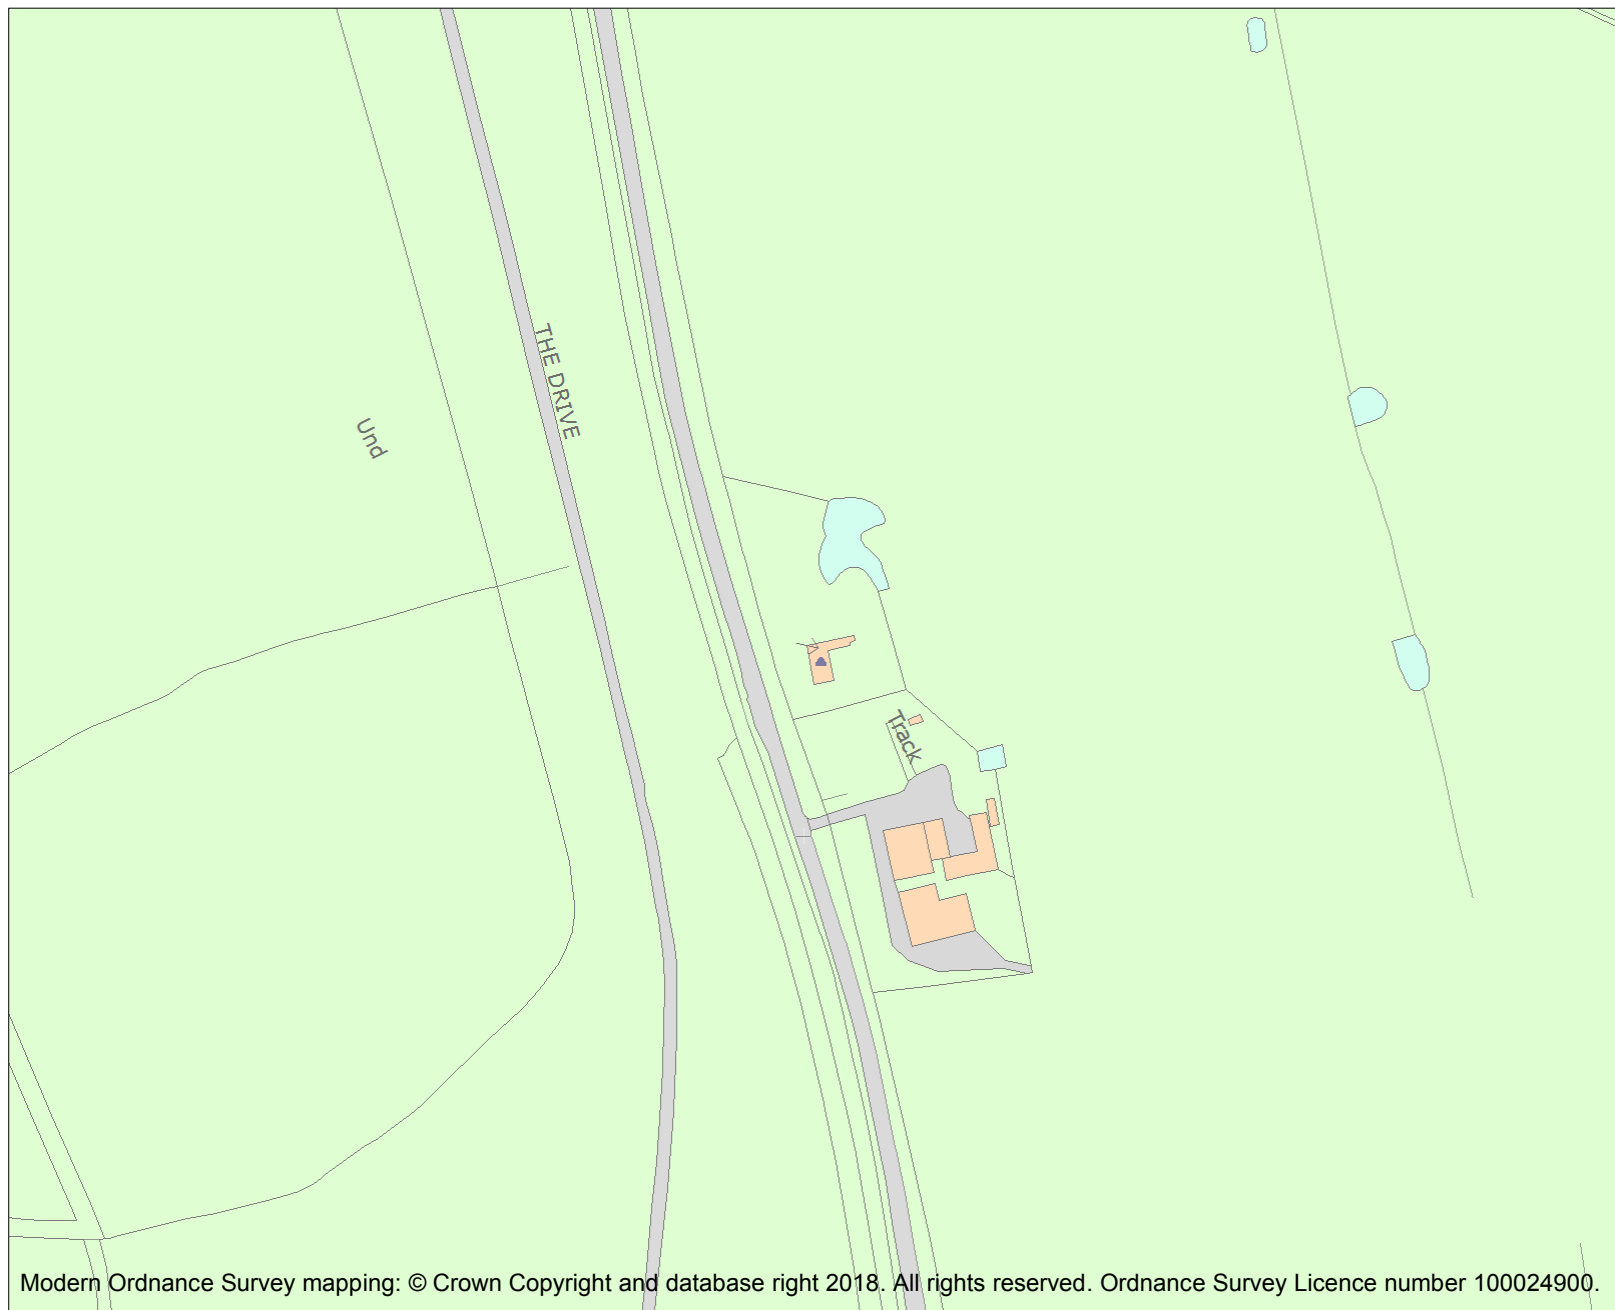 THE DRIVE
Und
Track
Modern Ordnance Survey mapping: © Crown Copyright and database right 2018. All rights reserved. Ordnance Survey Licence number 100024900.